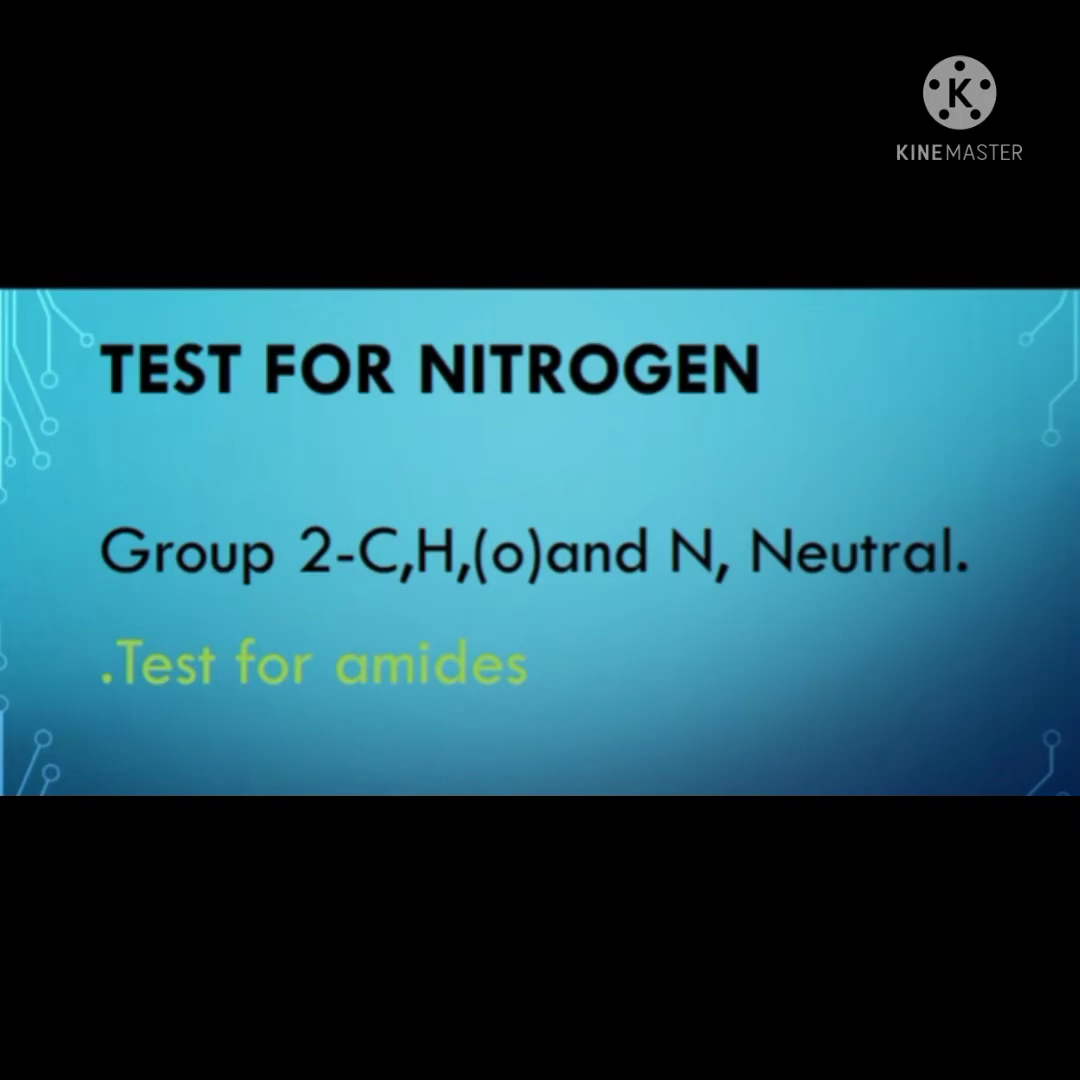 KINEMASTER
TEST FOR NITROGEN
Group 2-C,H,(o)and N, Neutral.
.Test for amides